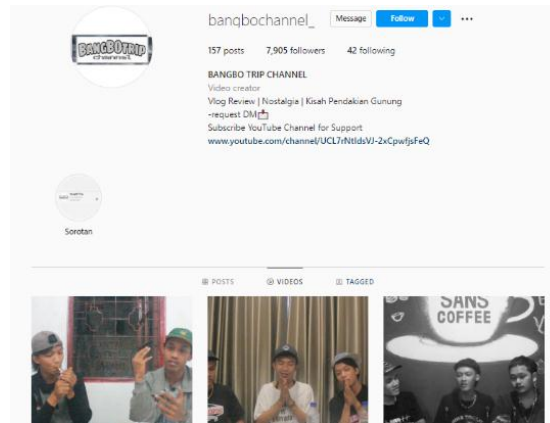 BANGBOTRIP
channel
banqbochannel_ Message Follow
157 posts 7,905 followers 42 following
BANGBO TRIP CHANNEL
Video creator
Vlog Review | Nostalgia | Kisah Pendakian Gunung
-request DM
Subscribe YouTube Channel for Support
www.youtube.com/channel/UCL7rNtIdsVJ-2xCpwfjsFeQ
Sorotan
POSTS VIDEOS TAGGED
SANS
COFFEE